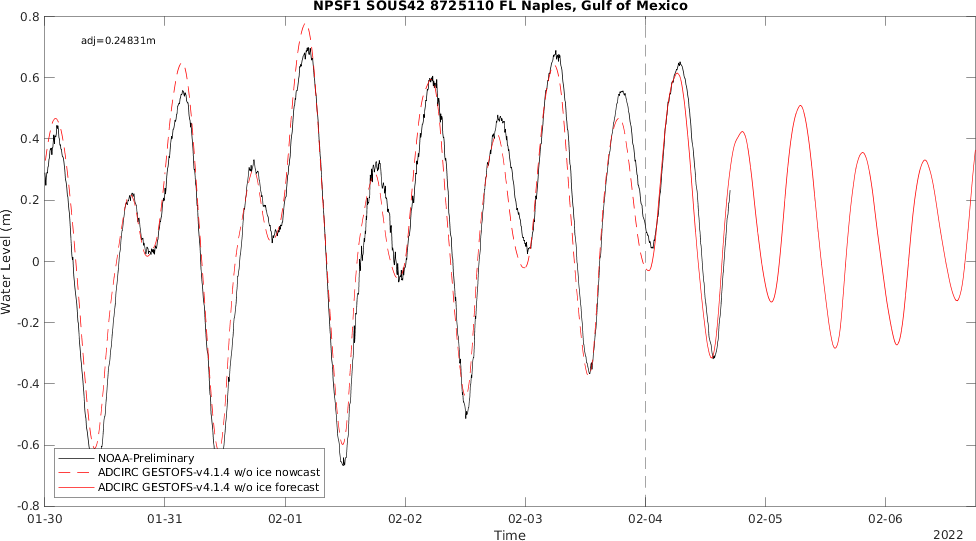 NPSF1 SOUS42 8725110 FL Naples, Gulf of Mexico
adj=0.24831m
Water Level (m)
0.8
0.6
0.4
0.2
0
-0.2
-0.4
-0.6
-0.8
NOAA-Preliminary
ADCIRC GESTOFS-v4.1.4 w/o ice nowcast
ADCIRC GESTOFS-v4.1.4 w/o ice forecast
01-30 01-31 02-01 02-02 02-03 02-04 02-05 02-06
Time
2022